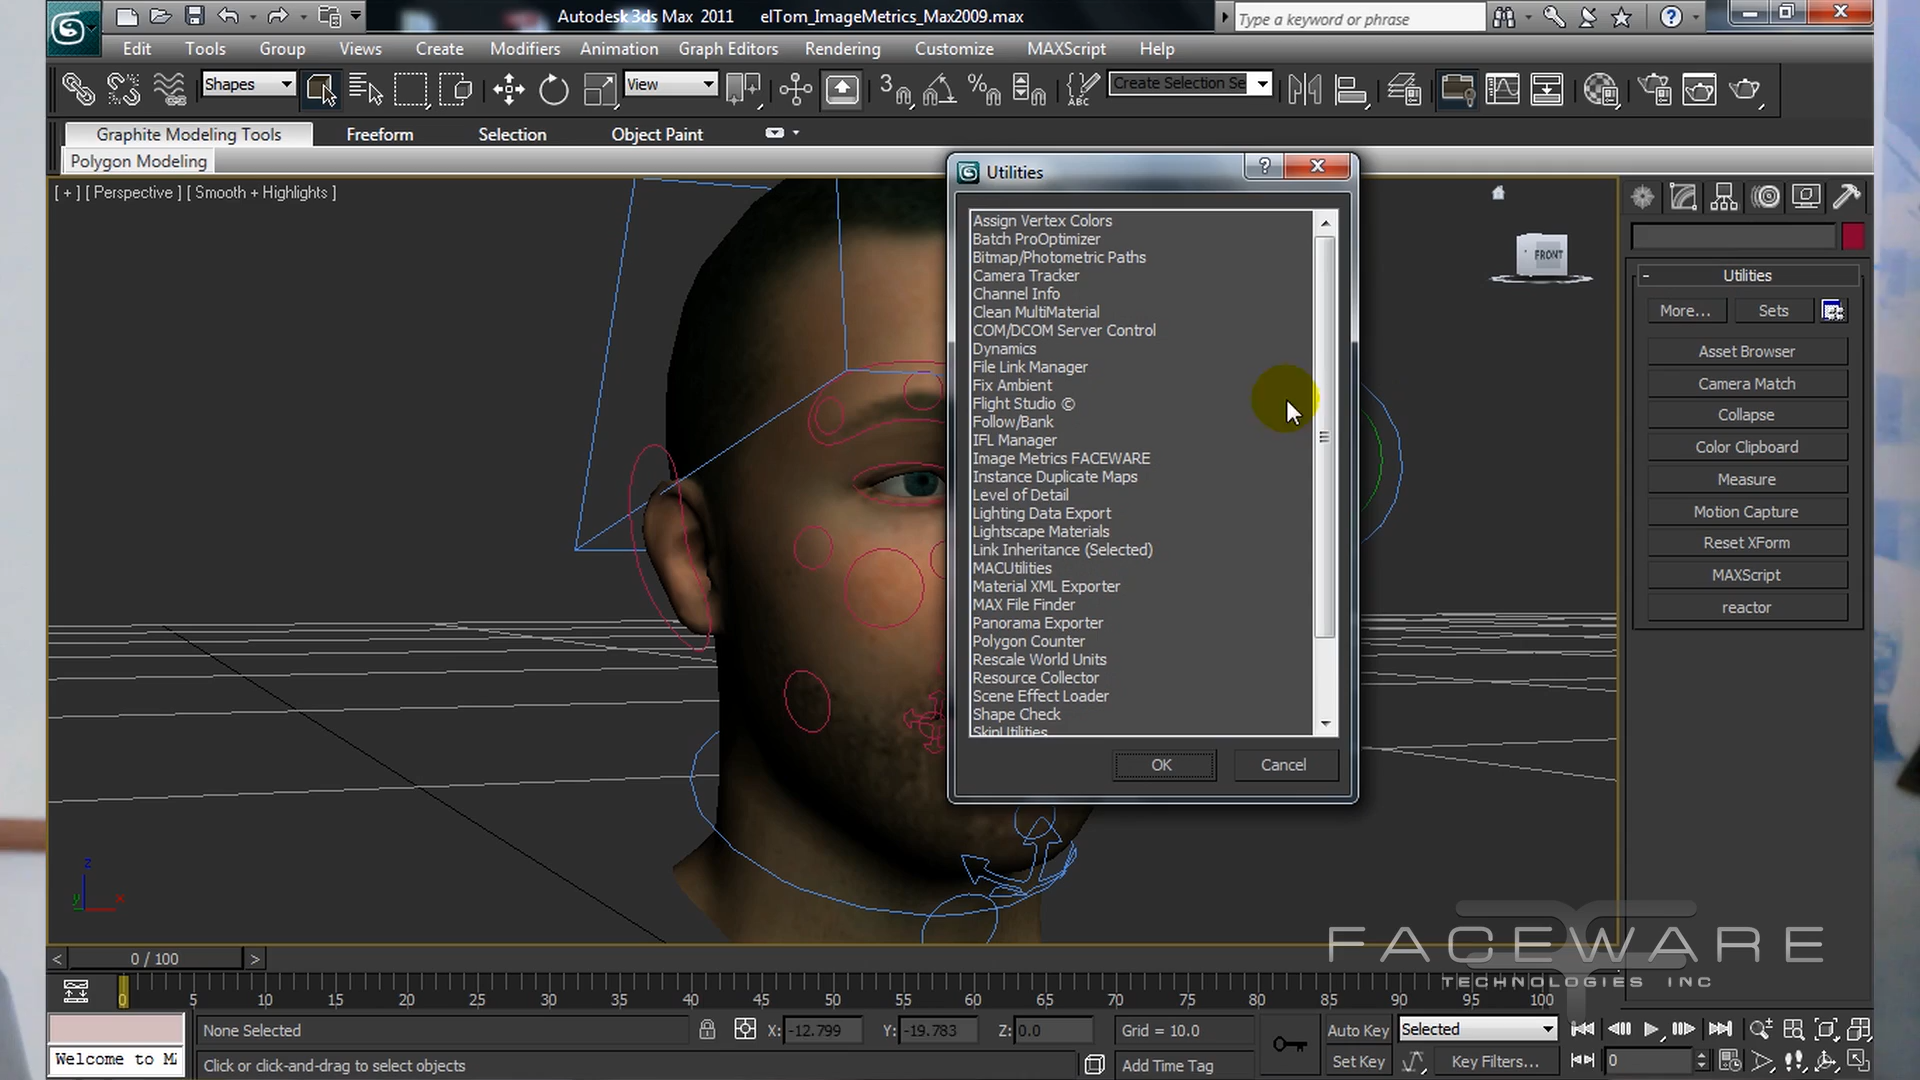 Autodesk 3ds Max 2011 elTom_ImageMetrics_Max2009.max
Type a keyword or phrase
Edit Tools Group Views Create Modifiers Animation Graph Editors Rendering Customize MAXScript Help
Shapes
View
3
ABC
Create Selection Se
Graphite Modeling Tools Freeform Selection Object Paint
Polygon Modeling
[ + ] [ Perspective ] [ Smooth + Highlights ]
Utilities
Assign Vertex Colors
Batch ProOptimizer
Bitmap/Photometric Paths
Camera Tracker
Channel Info
Clean MultiMaterial
COM/DCOM Server Control
Dynamics
File Link Manager
Fix Ambient
Flight Studio ©
Follow/Bank
IFL Manager
Image Metrics FACEWARE
Instance Duplicate Maps
Level of Detail
Lighting Data Export
Lightscape Materials
Link Inheritance (Selected)
MACUtilities
Material XML Exporter
MAX File Finder
Panorama Exporter
Polygon Counter
Rescale World Units
Resource Collector
Scene Effect Loader
Shape Check
SkinUtilities
OK Cancel
FRONT
- Utilities
More... Sets
Asset Browser
Camera Match
Collapse
Color Clipboard
Measure
Motion Capture
Reset XForm
MAXScript
reactor
z
y x
FACEWARE
TECHNOLOGIES INC
< 0 / 100 >
0 5 10 15 20 25 30 35 40 45 50 55 60 65 70 75 80 85 90 95 100
None Selected X: -12.799 Y: -19.783 Z: 0.0 Grid = 10.0 Auto Key Selected
Welcome to MA
Click or click-and-drag to select objects Add Time Tag Set Key Key Filters... 0